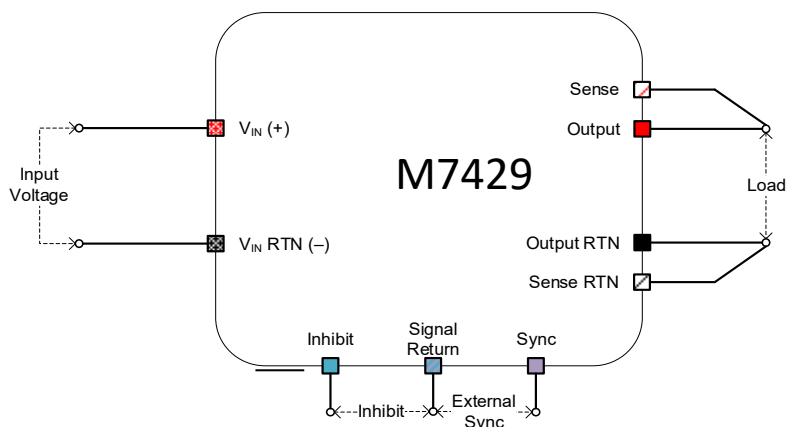 Sense
V_IN (+)
Output
Input
Voltage
M7429
Load
V_IN RTN (–)
Output RTN
Sense RTN
Inhibit
Signal
Return
Sync
Inhibit
External
Sync